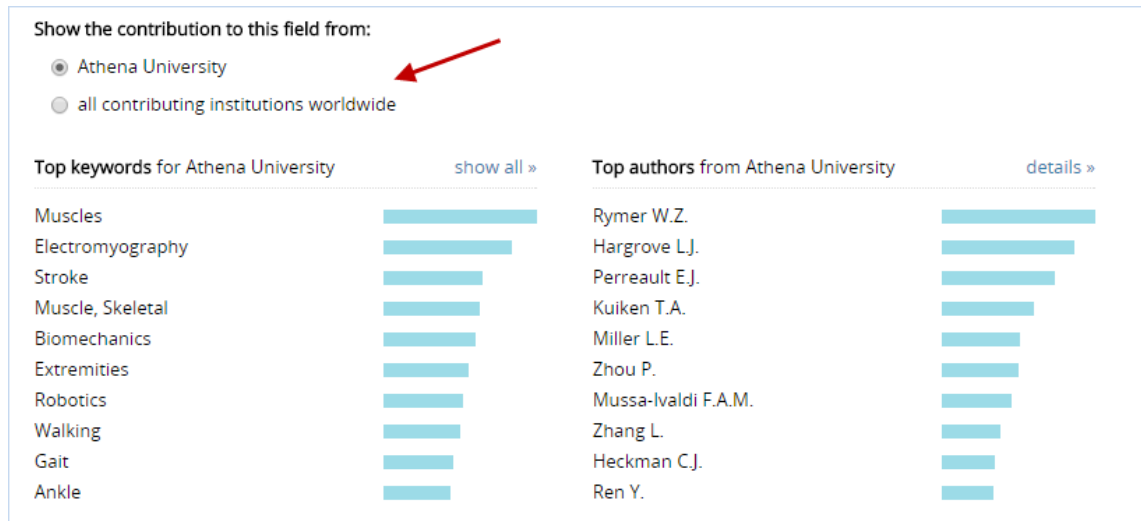 Show the contribution to this field from:
Athena University
all contributing institutions worldwide
Top keywords for Athena University show all »
Muscles
Electromyography
Stroke
Muscle, Skeletal
Biomechanics
Extremities
Robotics
Walking
Gait
Ankle
Top authors from Athena University details »
Rymer W.Z.
Hargrove L.J.
Perreault E.J.
Kuiken T.A.
Miller L.E.
Zhou P.
Mussa-Ivaldi F.A.M.
Zhang L.
Heckman C.J.
Ren Y.